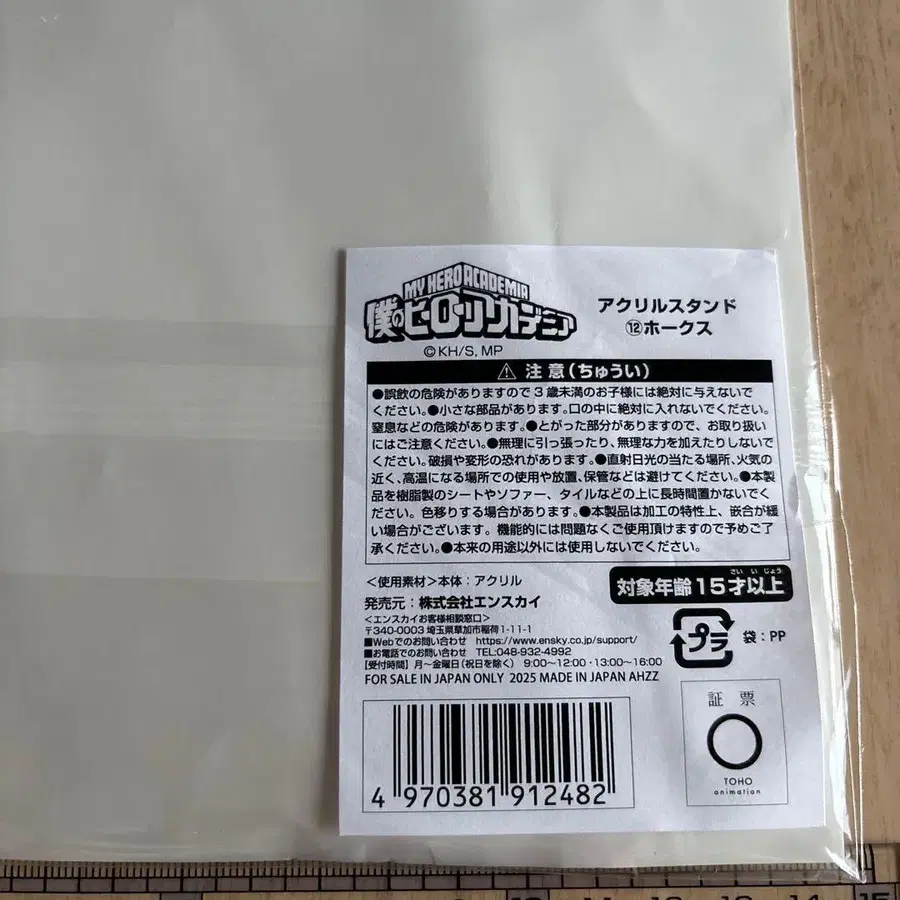 MY HERO ACADEMIA
僕のヒーローアカデミア
©KH/S, MP
アクリルスタンド
⑫ホークス
⚠ 注意(ちゅうい)
●誤飲の危険がありますので3歳未満のお子様には絶対に与えないで
ください。●小さな部品があります。口の中に絶対に入れないでください。
窒息などの危険があります。●とがった部分がありますので、お取り扱い
にはご注意ください。●無理に引っ張ったり、無理な力を加えたりしないで
ください。破損や変形の恐れがあります。●直射日光の当たる場所、火気の
近く、高温になる場所での使用や放置、保管などは避けてください。●本製
品を樹脂製のシートやソファー、タイルなどの上に長時間置かないでくだ
さい。色移りする場合があります。●本製品は加工の特性上、嵌合が緩
い場合がございます。機能的には問題なくご使用頂けますので予めご了
承ください。●本来の用途以外には使用しないでください。
<使用素材>本体:アクリル
発売元:株式会社エンスカイ
<エンスカイお客様相談窓口>
〒340-0003 埼玉県草加市稲荷1-11-1
■Webでのお問い合わせ https://www.ensky.co.jp/support/
■お電話でのお問い合わせ TEL:048-932-4992
【受付時間】月~金曜日(祝日を除く) 9:00~12:00・13:00~16:00
FOR SALE IN JAPAN ONLY 2025 MADE IN JAPAN AHZZ
さい い じょう
対象年齢15才以上
プラ
袋:PP
4 970381 912482
証票
TOHO
animation